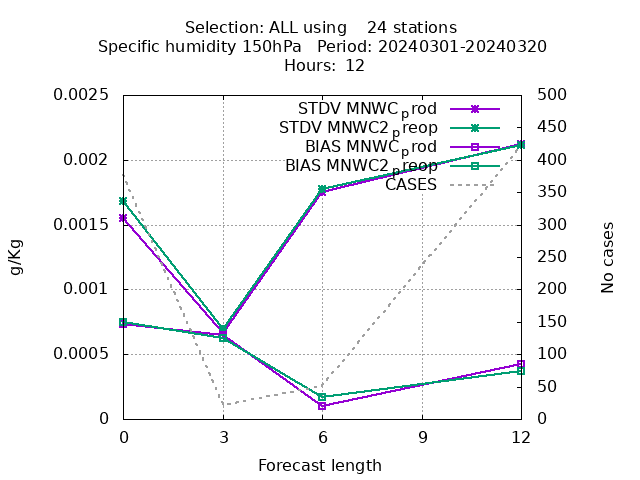 Selection: ALL using    24 stations
Specific humidity 150hPa   Period: 20240301-20240320
Hours: 12
STDV MNWC_prod
STDV MNWC2_preop
BIAS MNWC_prod
BIAS MNWC2_preop
CASES
g/Kg
0.0025
0.002
0.0015
0.001
0.0005
0
500
450
400
350
300
250
200
150
100
50
0
No cases
0 3 6 9 12
Forecast length